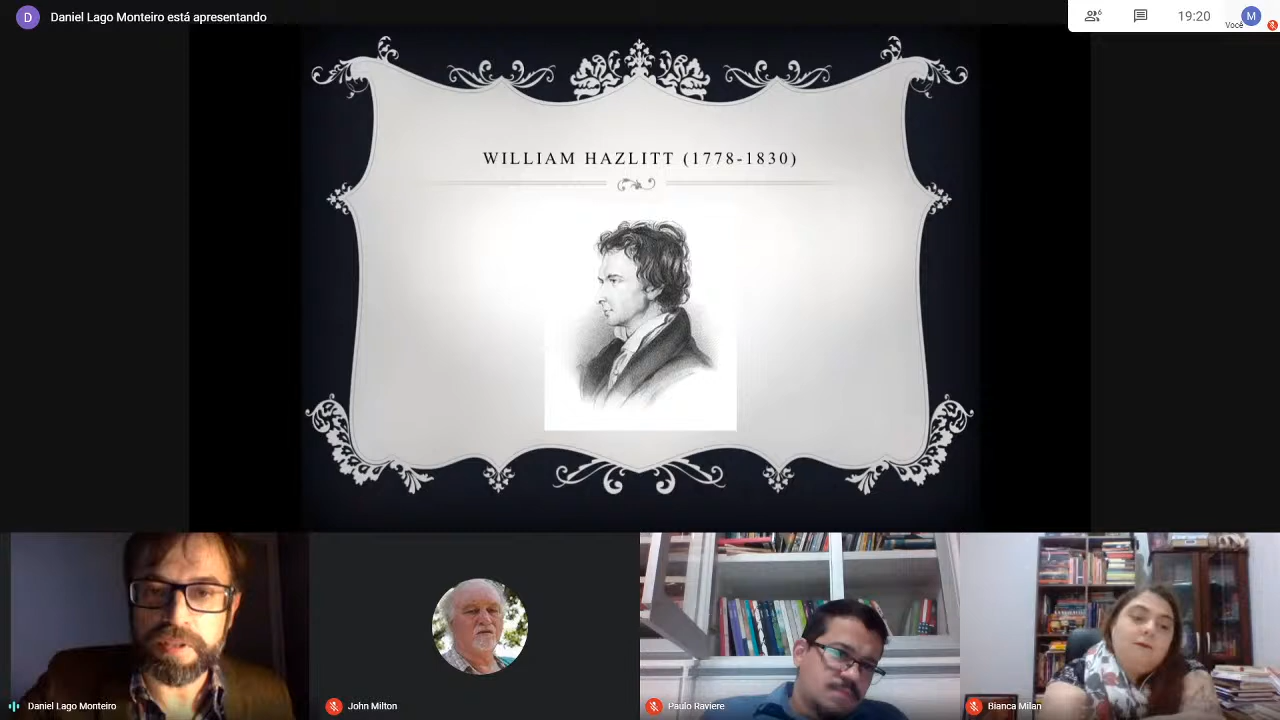 D
Daniel Lago Monteiro está apresentando
6
19:20
Você
M
WILLIAM HAZLITT (1778-1830)
Daniel Lago Monteiro
John Milton
Paulo Raviere
Bianca Milan